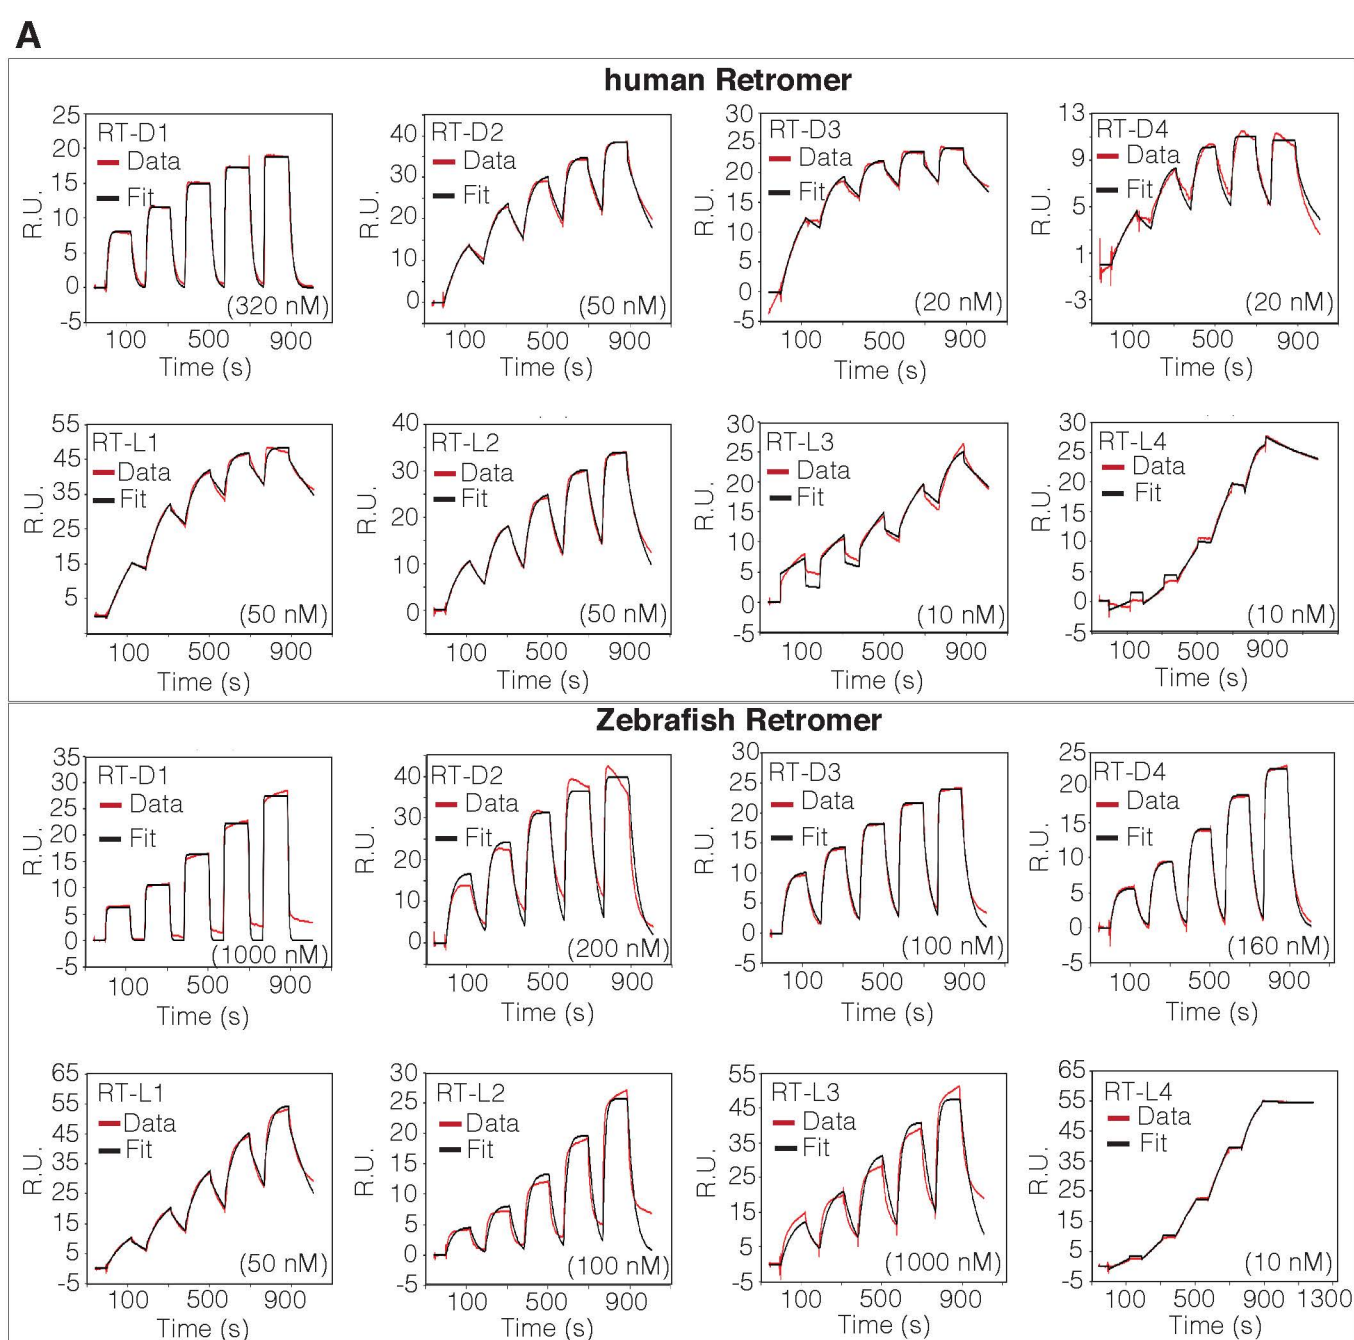 A
human Retromer
RT-D1
Data
Fit
(320 nM)
R.U.
25
20
15
10
5
0
-5
100 500 900
Time (s)
RT-D2
Data
Fit
(50 nM)
R.U.
40
30
20
10
0
100 500 900
Time (s)
RT-D3
Data
Fit
(20 nM)
R.U.
30
25
20
15
10
5
0
-5
100 500 900
Time (s)
RT-D4
Data
Fit
(20 nM)
R.U.
13
9
5
1
-3
100 500 900
Time (s)
RT-L1
Data
Fit
(50 nM)
R.U.
55
45
35
25
15
5
100 500 900
Time (s)
RT-L2
Data
Fit
(50 nM)
R.U.
40
30
20
10
0
100 500 900
Time (s)
RT-L3
Data
Fit
(10 nM)
R.U.
30
25
20
15
10
5
0
-5
100 500 900
Time (s)
RT-L4
Data
Fit
(10 nM)
R.U.
30
25
20
15
10
5
0
-5
100 500 900
Time (s)
Zebrafish Retromer
RT-D1
Data
Fit
(1000 nM)
R.U.
35
30
25
20
15
10
5
0
-5
100 500 900
Time (s)
RT-D2
Data
Fit
(200 nM)
R.U.
40
30
20
10
0
-5
100 500 900
Time (s)
RT-D3
Data
Fit
(100 nM)
R.U.
30
25
20
15
10
5
0
-5
100 500 900
Time (s)
RT-D4
Data
Fit
(160 nM)
R.U.
25
20
15
10
5
0
-5
100 500 900
Time (s)
RT-L1
Data
Fit
(50 nM)
R.U.
65
55
45
35
25
15
5
-5
100 500 900
Time (s)
RT-L2
Data
Fit
(100 nM)
R.U.
30
25
20
15
10
5
0
-5
100 500 900
Time (s)
RT-L3
Data
Fit
(1000 nM)
R.U.
55
45
35
25
15
5
-5
100 500 900
Time (s)
RT-L4
Data
Fit
(10 nM)
R.U.
65
55
45
35
25
15
5
-5
100 500 900 1300
Time (s)